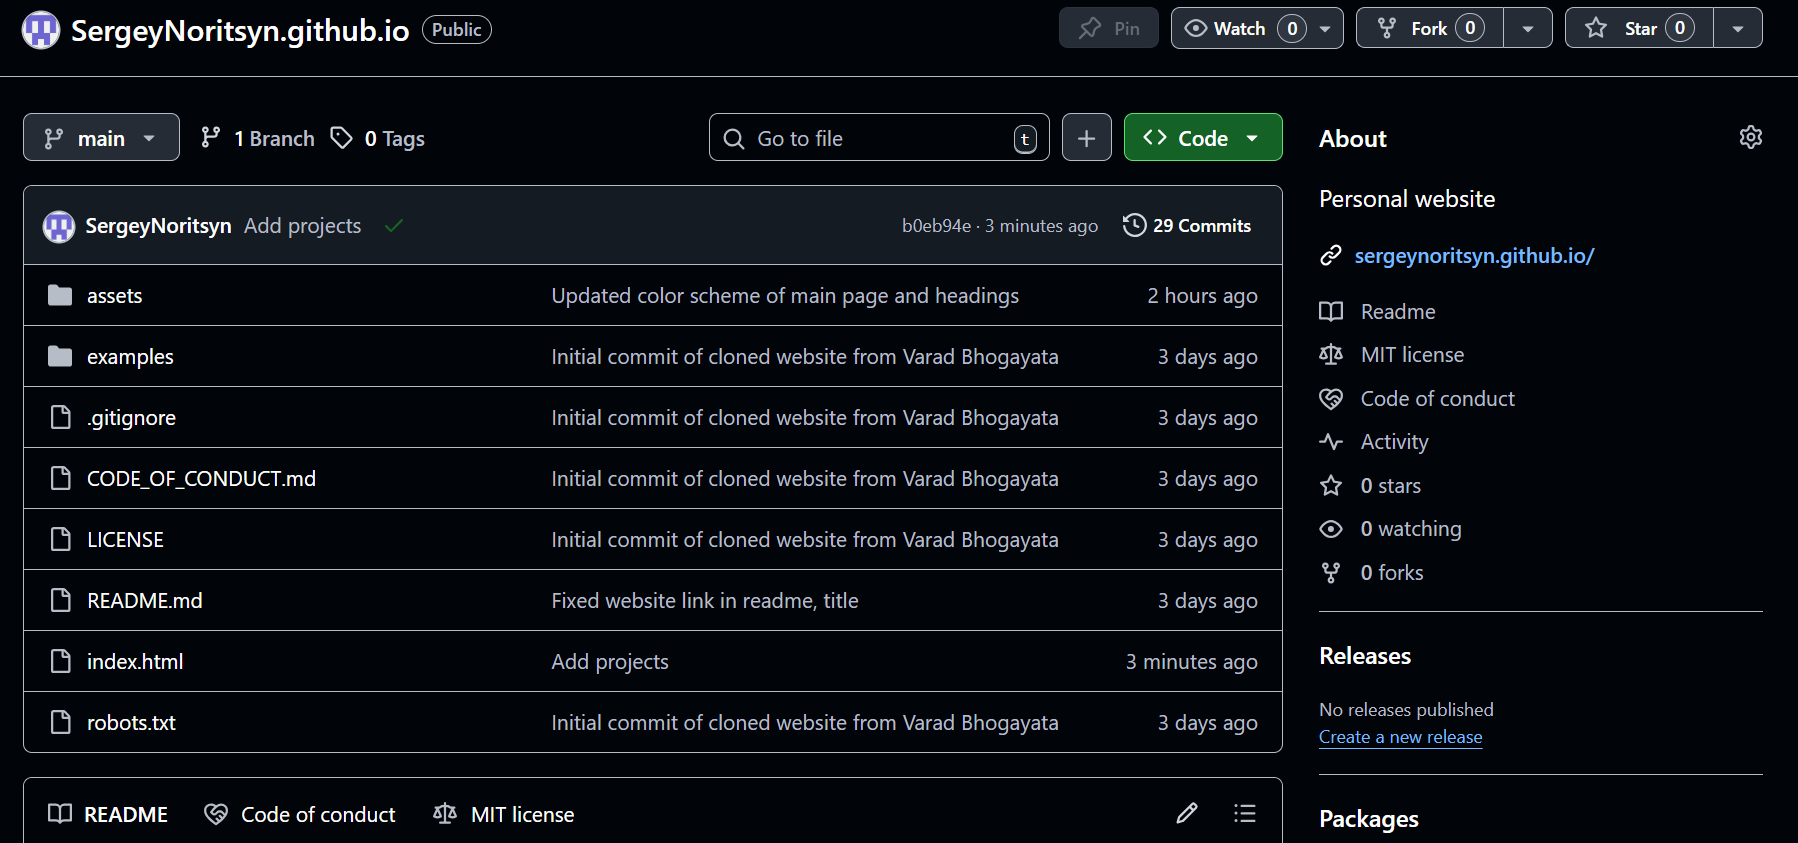 SergeyNoritsyn.github.io Public Pin Watch 0 Fork 0 Star 0
main 1 Branch 0 Tags Go to file t Code
SergeyNoritsyn Add projects b0eb94e · 3 minutes ago 29 Commits
assets Updated color scheme of main page and headings 2 hours ago
examples Initial commit of cloned website from Varad Bhogayata 3 days ago
.gitignore Initial commit of cloned website from Varad Bhogayata 3 days ago
CODE_OF_CONDUCT.md Initial commit of cloned website from Varad Bhogayata 3 days ago
LICENSE Initial commit of cloned website from Varad Bhogayata 3 days ago
README.md Fixed website link in readme, title 3 days ago
index.html Add projects 3 minutes ago
robots.txt Initial commit of cloned website from Varad Bhogayata 3 days ago
README Code of conduct MIT license
About
Personal website
sergeynoritsyn.github.io/
Readme
MIT license
Code of conduct
Activity
0 stars
0 watching
0 forks
Releases
No releases published
Create a new release
Packages